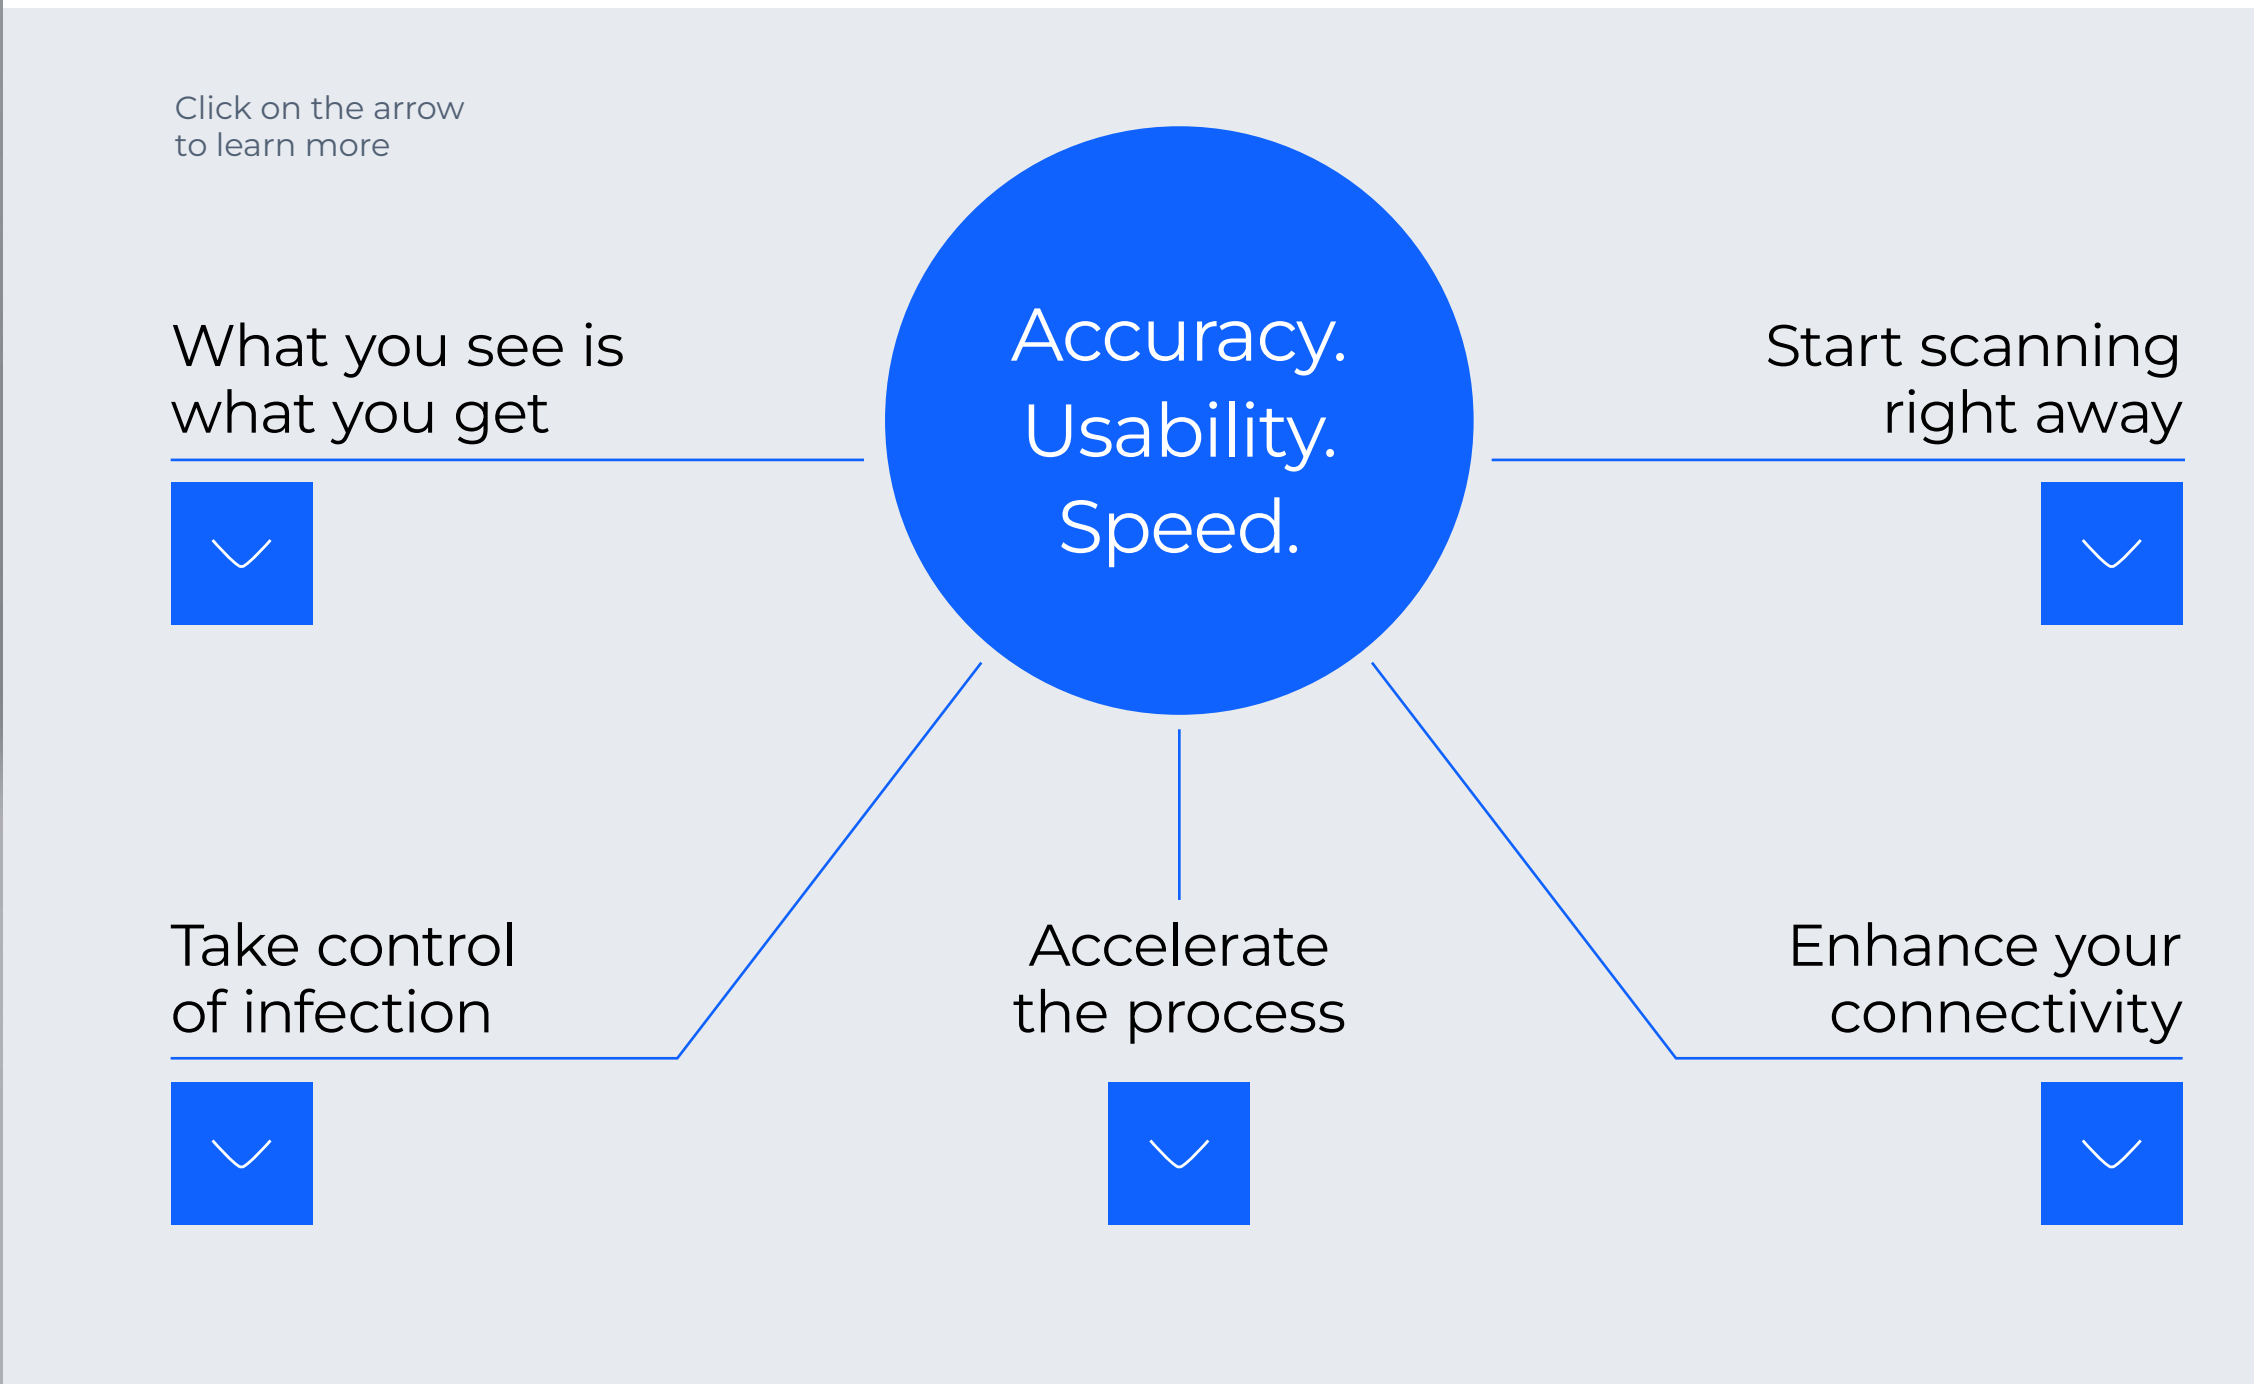 Click on the arrow
to learn more
Accuracy.
Usability.
Speed.
What you see is
what you get
Start scanning
right away
Take control
of infection
Accelerate
the process
Enhance your
connectivity